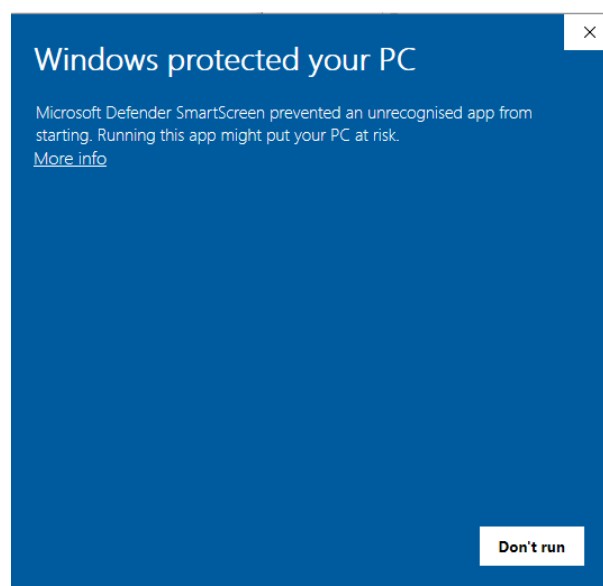 Windows protected your PC
Microsoft Defender SmartScreen prevented an unrecognised app from
starting. Running this app might put your PC at risk.
More info
Don't run